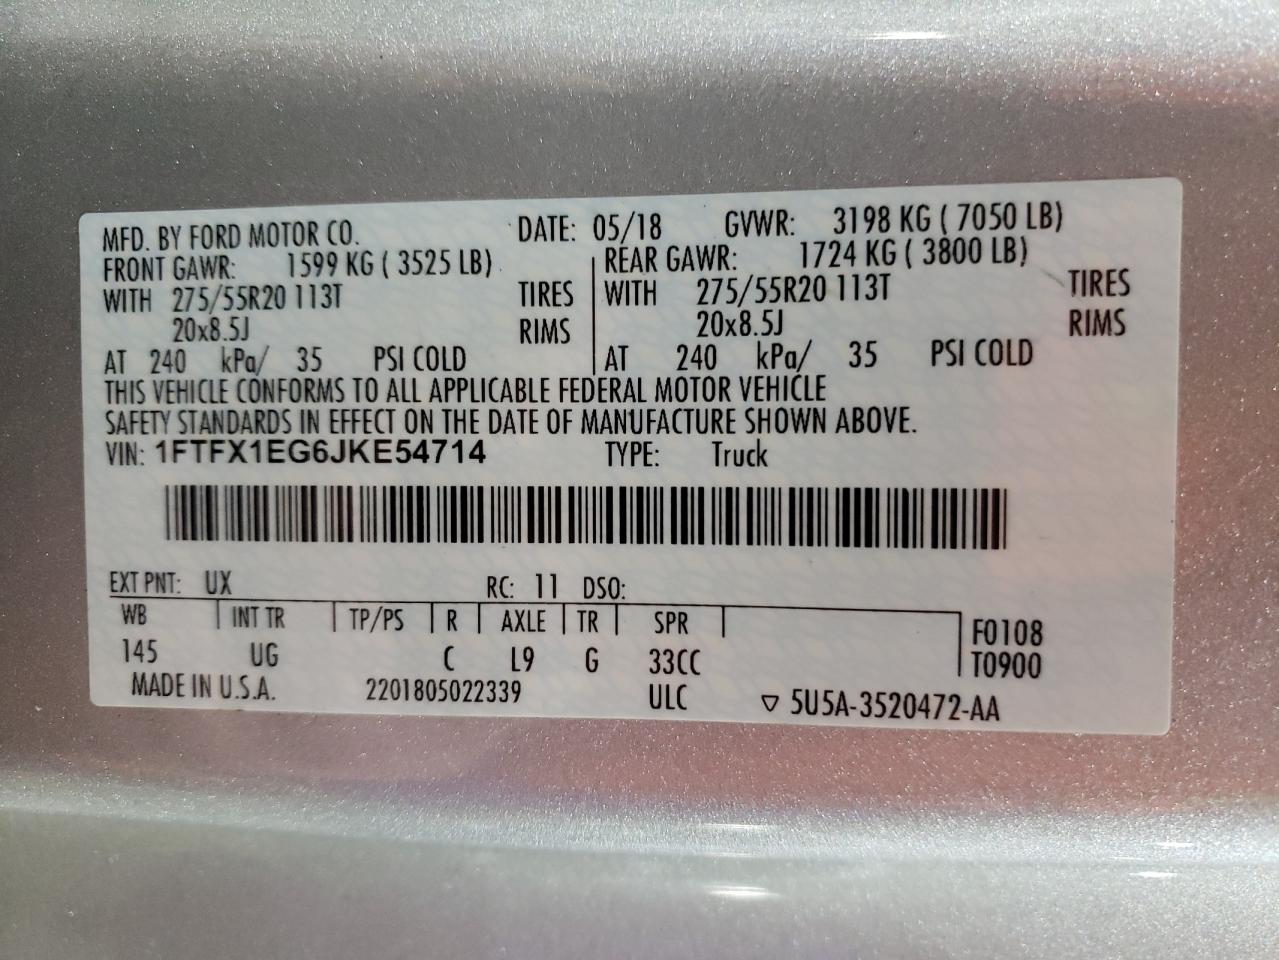 MFD. BY FORD MOTOR CO. DATE: 05/18 GVWR: 3198 KG ( 7050 LB)
FRONT GAWR: 1599 KG ( 3525 LB) REAR GAWR: 1724 KG ( 3800 LB)
WITH 275/55R20 113T TIRES WITH 275/55R20 113T TIRES
20x8.5J RIMS 20x8.5J RIMS
AT 240 kPa/ 35 PSI COLD AT 240 kPa/ 35 PSI COLD
THIS VEHICLE CONFORMS TO ALL APPLICABLE FEDERAL MOTOR VEHICLE
SAFETY STANDARDS IN EFFECT ON THE DATE OF MANUFACTURE SHOWN ABOVE.
VIN: 1FTFX1EG6JKE54714 TYPE: Truck
EXT PNT: UX RC: 11 DSO:
WB INT TR TP/PS R AXLE TR SPR F0108
145 UG C L9 G 33CC T0900
MADE IN U.S.A. 2201805022339 ULC ▽ 5U5A-3520472-AA